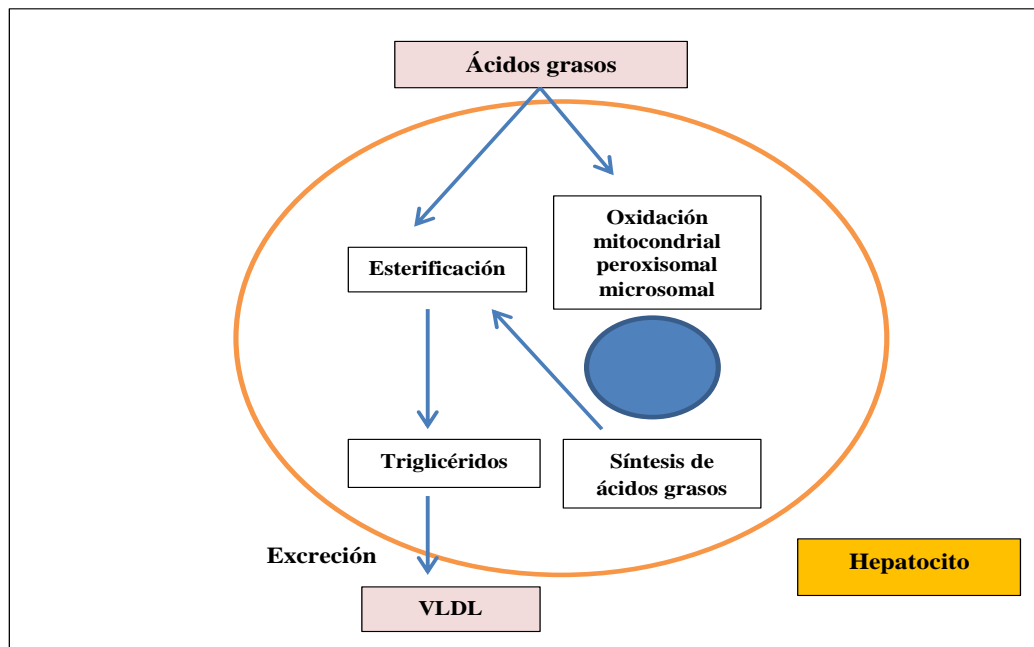 Ácidos grasos
Oxidación
mitocondrial
peroxisomal
microsomal
Esterificación
Triglicéridos
Síntesis de
ácidos grasos
Excreción
Hepatocito
VLDL